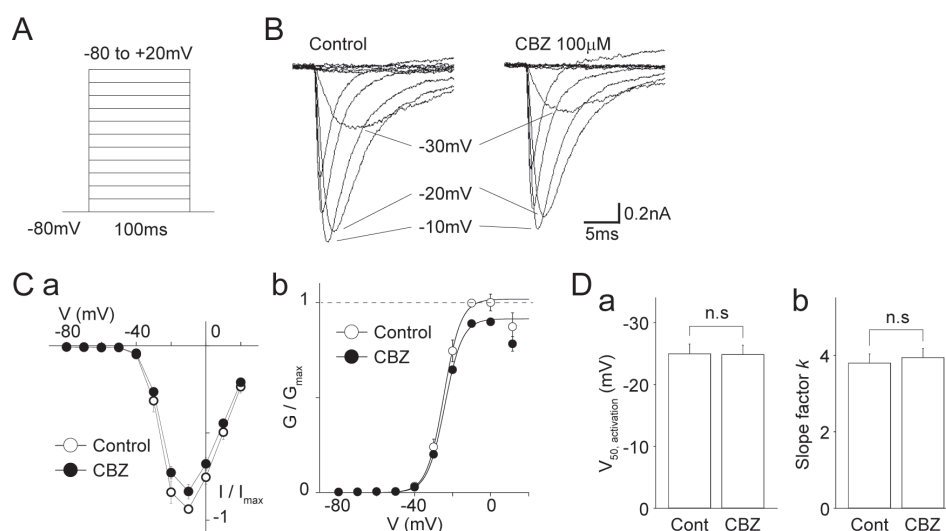 A
-80 to +20mV
-80mV
100ms
B
Control
CBZ 100μM
-30mV
-20mV
-10mV
0.2nA
5ms
C a
V (mV)
-80
-40
0
Control
CBZ
I / Imax
-1
b
1
G / Gmax
0
Control
CBZ
-80
-40
0
V (mV)
D a
n.s
-30
-20
-10
0
V50, activation (mV)
Cont
CBZ
b
n.s
4
2
0
Slope factor k
Cont
CBZ